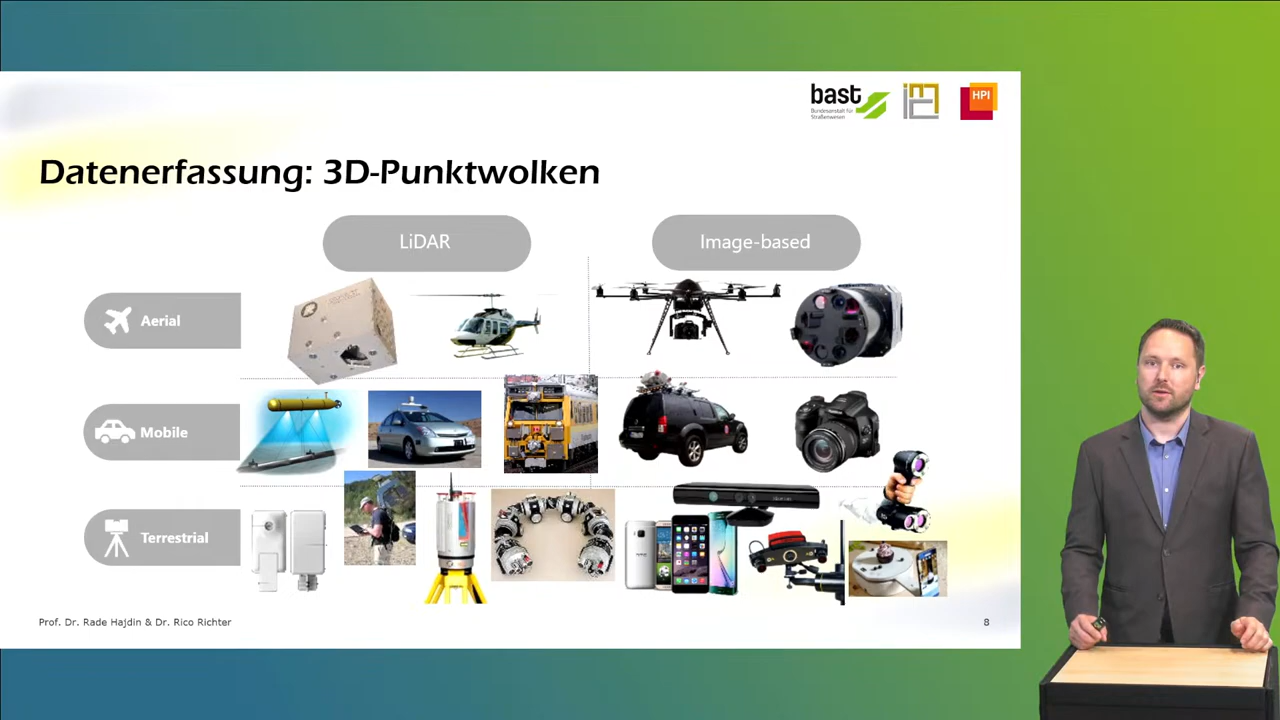 bast
Bundesanstalt für
Straßenwesen
HPI
Datenerfassung: 3D-Punktwolken
LiDAR
Image-based
Aerial
Mobile
Terrestrial
Prof. Dr. Rade Hajdin & Dr. Rico Richter
8